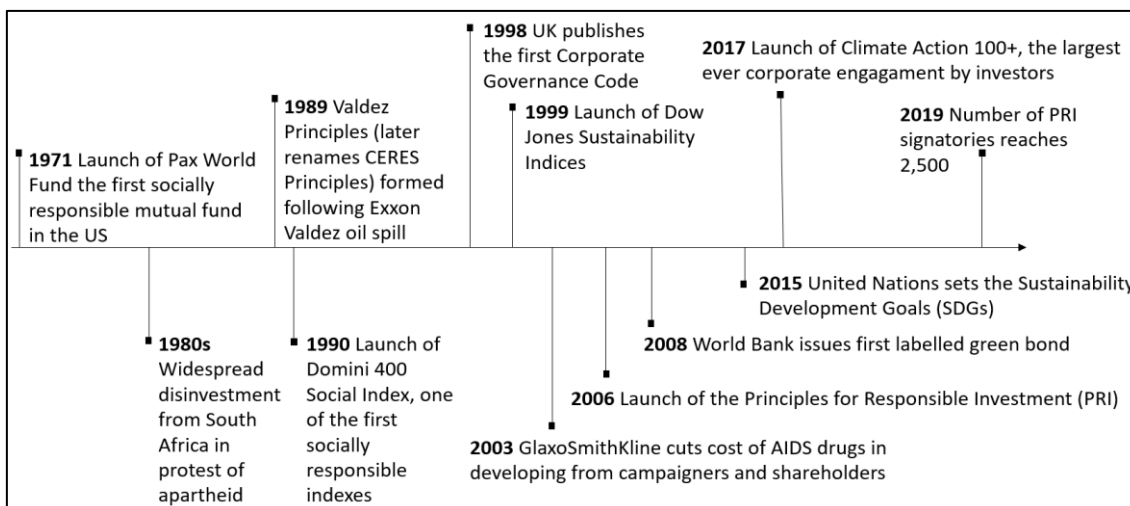 1971 Launch of Pax World
Fund the first socially
responsible mutual fund
in the US
1980s
Widespread
disinvestment
from South
Africa in
protest of
apartheid
1989 Valdez
Principles (later
renames CERES
Principles) formed
following Exxon
Valdez oil spill
1990 Launch of
Domini 400
Social Index, one
of the first
socially
responsible
indexes
1998 UK publishes
the first Corporate
Governance Code
1999 Launch of Dow
Jones Sustainability
Indices
2003 GlaxoSmithKline cuts cost of AIDS drugs in
developing from campaigners and shareholders
2006 Launch of the Principles for Responsible Investment (PRI)
2008 World Bank issues first labelled green bond
2015 United Nations sets the Sustainability
Development Goals (SDGs)
2017 Launch of Climate Action 100+, the largest
ever corporate engagament by investors
2019 Number of PRI
signatories reaches
2,500